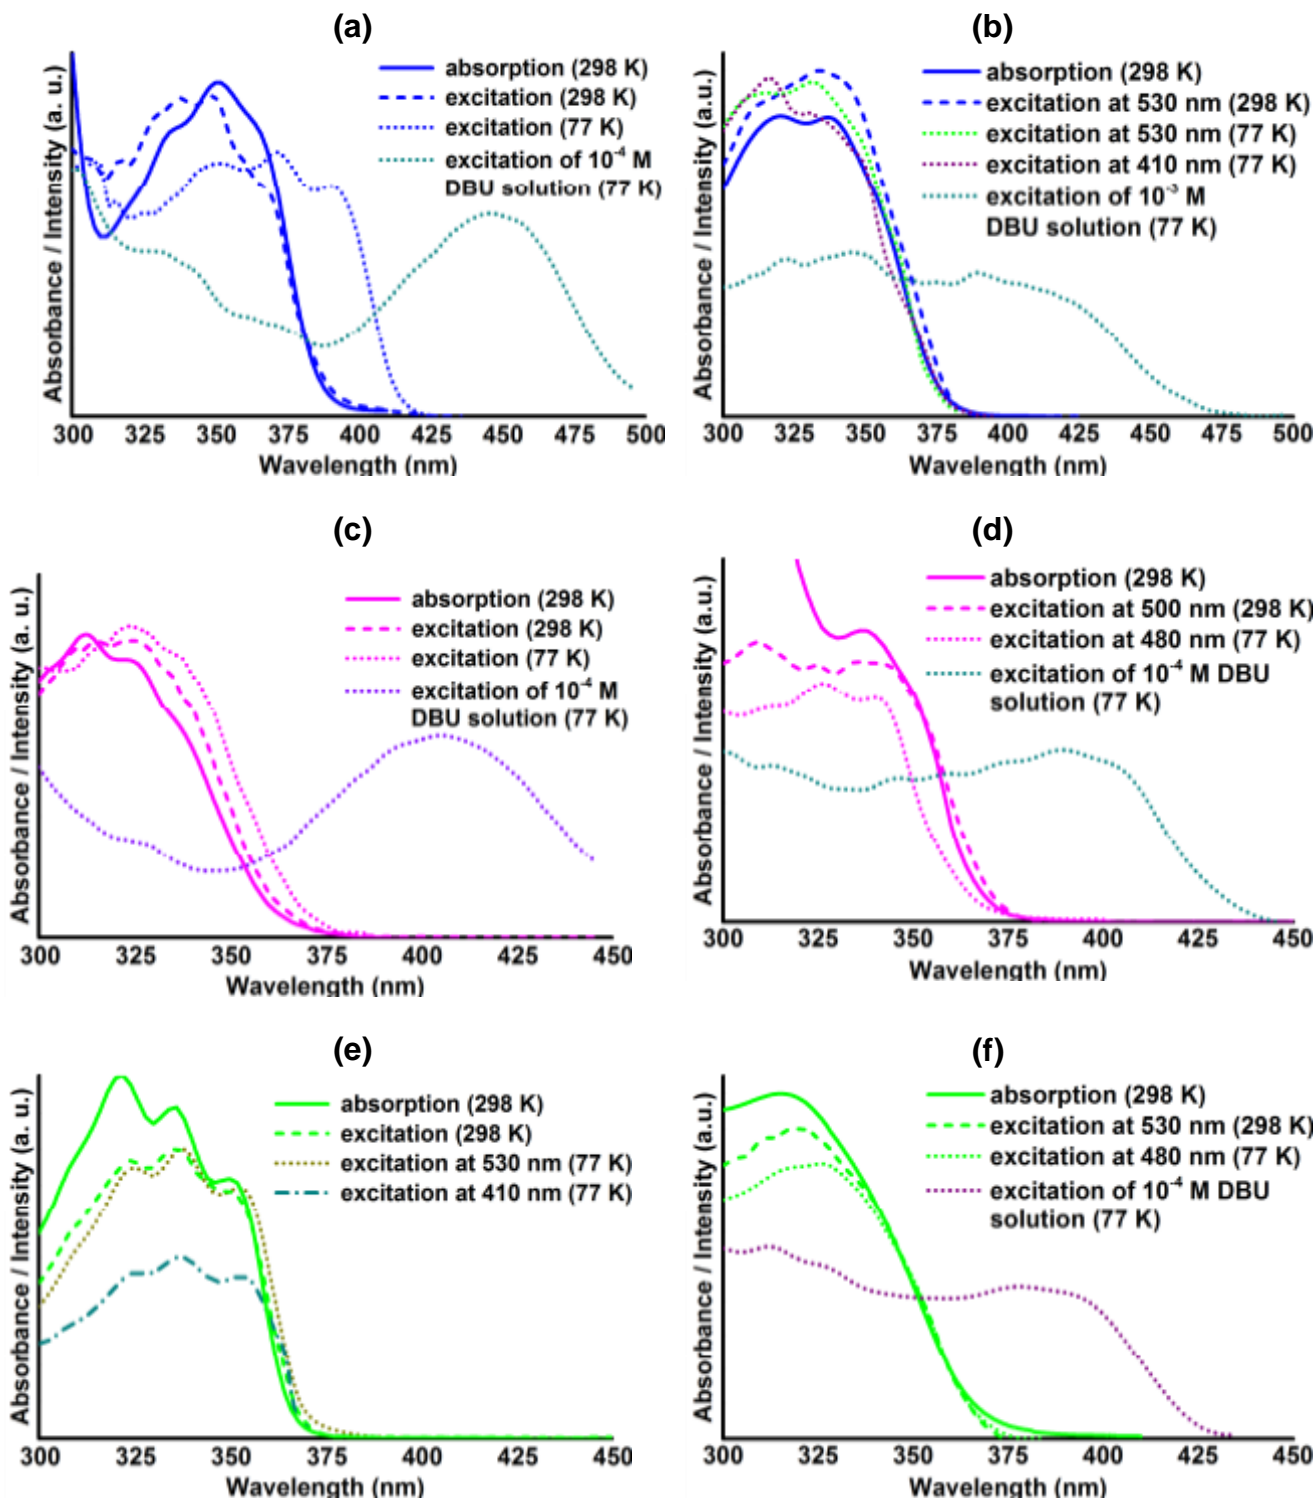 (a)
Absorbance / Intensity (a. u.)
absorption (298 K)
excitation (298 K)
excitation (77 K)
excitation of 10⁻⁴ M
DBU solution (77 K)
300 325 350 375 400 425 450 475 500
Wavelength (nm)
(b)
Absorbance / Intensity (a.u.)
absorption (298 K)
excitation at 530 nm (298 K)
excitation at 530 nm (77 K)
excitation at 410 nm (77 K)
excitation of 10⁻³ M
DBU solution (77 K)
300 325 350 375 400 425 450 475 500
Wavelength (nm)
(c)
Absorbance / Intensity (a. u.)
absorption (298 K)
excitation (298 K)
excitation (77 K)
excitation of 10⁻⁴ M
DBU solution (77 K)
300 325 350 375 400 425 450
Wavelength (nm)
(d)
Absorbance / Intensity (a.u.)
absorption (298 K)
excitation at 500 nm (298 K)
excitation at 480 nm (77 K)
excitation of 10⁻⁴ M DBU
solution (77 K)
300 325 350 375 400 425 450
Wavelength (nm)
(e)
Absorbance / Intensity (a. u.)
absorption (298 K)
excitation (298 K)
excitation at 530 nm (77 K)
excitation at 410 nm (77 K)
300 325 350 375 400 425 450
Wavelength (nm)
(f)
Absorbance / Intensity (a.u.)
absorption (298 K)
excitation at 530 nm (298 K)
excitation at 480 nm (77 K)
excitation of 10⁻⁴ M DBU
solution (77 K)
300 325 350 375 400 425 450
Wavelength (nm)